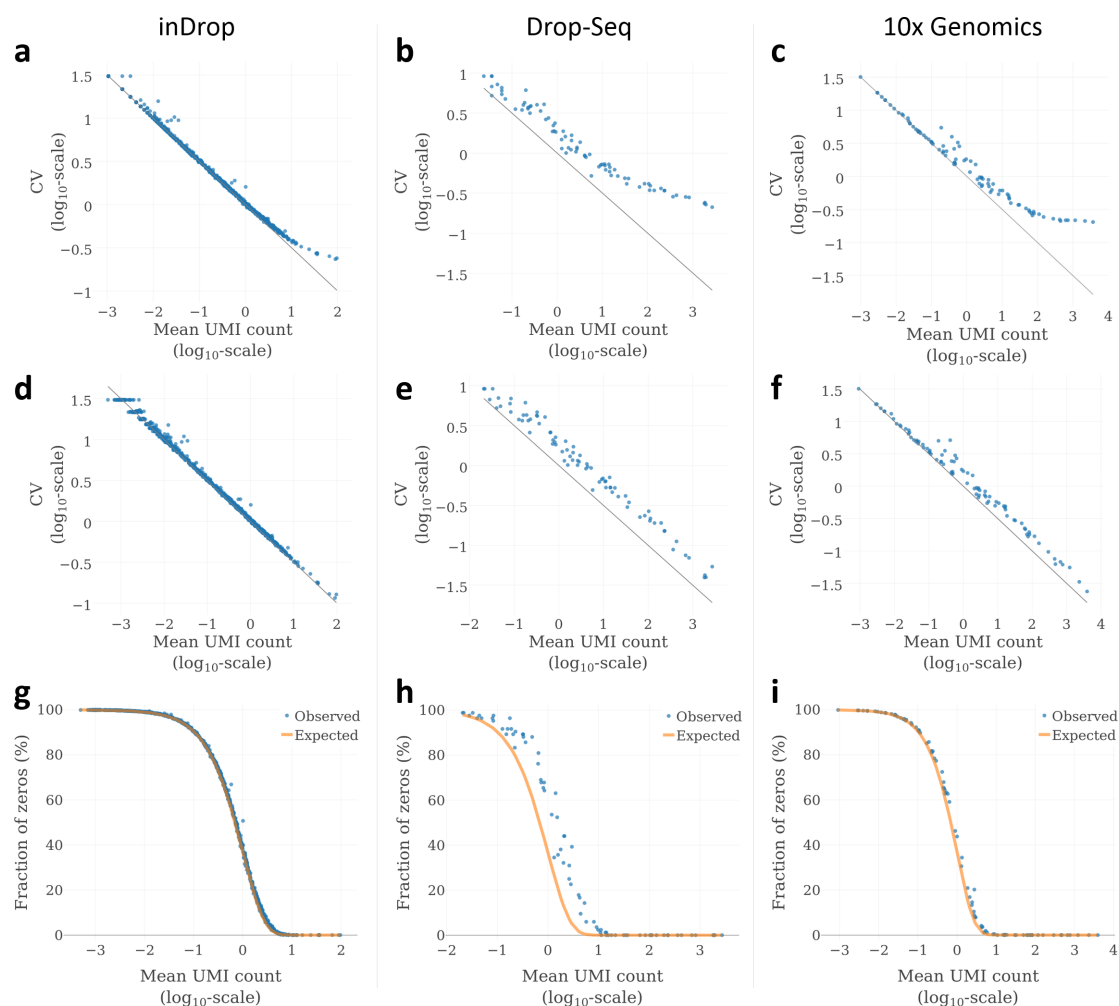 inDrop
Drop-Seq
10x Genomics
a
1.5
1
0.5
0
−0.5
−1
CV
(log10-scale)
−3 −2 −1 0 1 2
Mean UMI count
(log10-scale)
b
1
0.5
0
−0.5
−1
−1.5
CV
(log10-scale)
−1 0 1 2 3
Mean UMI count
(log10-scale)
c
1.5
1
0.5
0
−0.5
−1
−1.5
CV
(log10-scale)
−3 −2 −1 0 1 2 3 4
Mean UMI count
(log10-scale)
d
1.5
1
0.5
0
−0.5
−1
CV
(log10-scale)
−3 −2 −1 0 1 2
Mean UMI count
(log10-scale)
e
1
0.5
0
−0.5
−1
−1.5
CV
(log10-scale)
−2 −1 0 1 2 3
Mean UMI count
(log10-scale)
f
1.5
1
0.5
0
−0.5
−1
−1.5
CV
(log10-scale)
−3 −2 −1 0 1 2 3 4
Mean UMI count
(log10-scale)
g
100
80
60
40
20
0
Fraction of zeros (%)
Observed
Expected
−3 −2 −1 0 1 2
Mean UMI count
(log10-scale)
h
100
80
60
40
20
0
Fraction of zeros (%)
Observed
Expected
−2 −1 0 1 2 3
Mean UMI count
(log10-scale)
i
100
80
60
40
20
0
Fraction of zeros (%)
Observed
Expected
−3 −2 −1 0 1 2 3 4
Mean UMI count
(log10-scale)